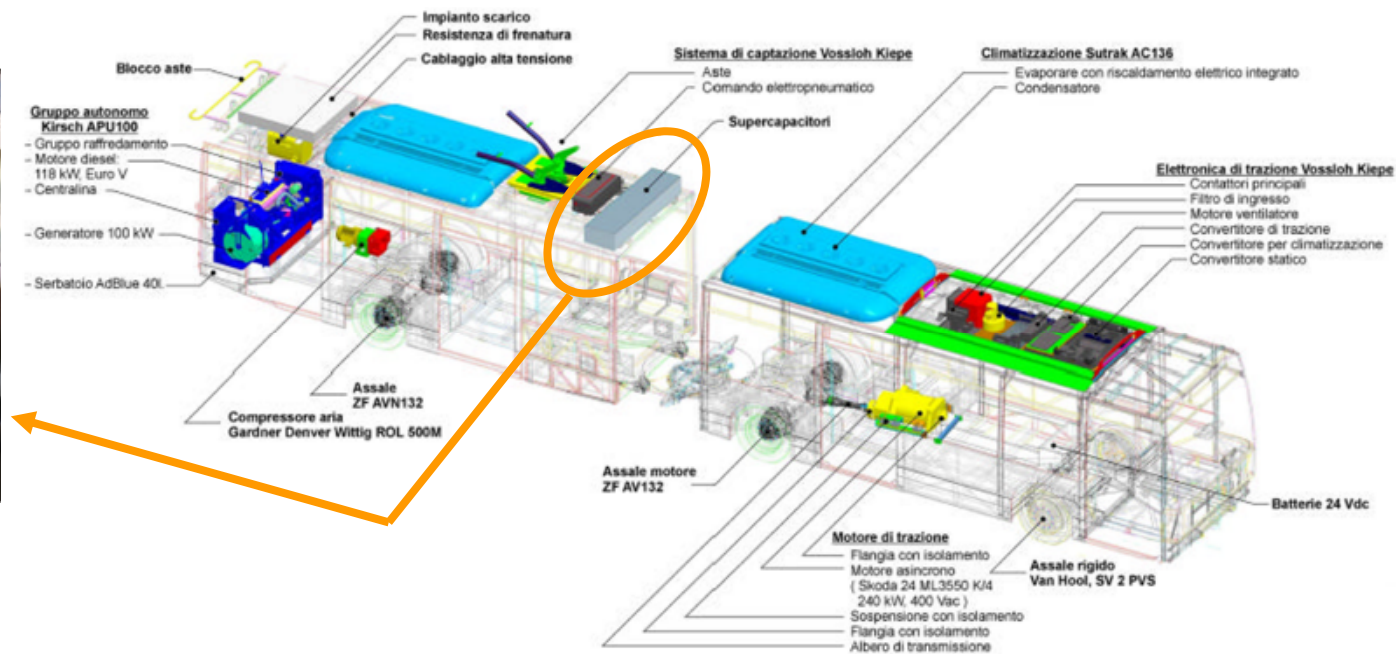 Impianto scarico
Resistenza di frenatura
Cablaggio alta tensione
Blocco aste
Gruppo autonomo
Kirsch APU100
- Gruppo raffredamento
- Motore diesel:
118 kW, Euro V
- Centralina
- Generatore 100 kW
- Serbatoio AdBlue 40l.
Sistema di captazione Vossloh Kiepe
Aste
Comando elettropneumatico
Supercapacitori
Climatizzazione Sutrak AC136
Evaporare con riscaldamento elettrico integrato
Condensatore
Elettronica di trazione Vossloh Kiepe
Contattori principali
Filtro di ingresso
Motore ventilatore
Convertitore di trazione
Convertitore per climatizzazione
Convertitore statico
Assale
ZF AVN132
Compressore aria
Gardner Denver Wittig ROL 500M
Assale motore
ZF AV132
Batterie 24 Vdc
Motore di trazione
Flangia con isolamento
Motore asincrono
( Skoda 24 ML3550 K/4
240 kW, 400 Vac )
Sospensione con isolamento
Flangia con isolamento
Albero di transmissione
Assale rigido
Van Hool, SV 2 PVS